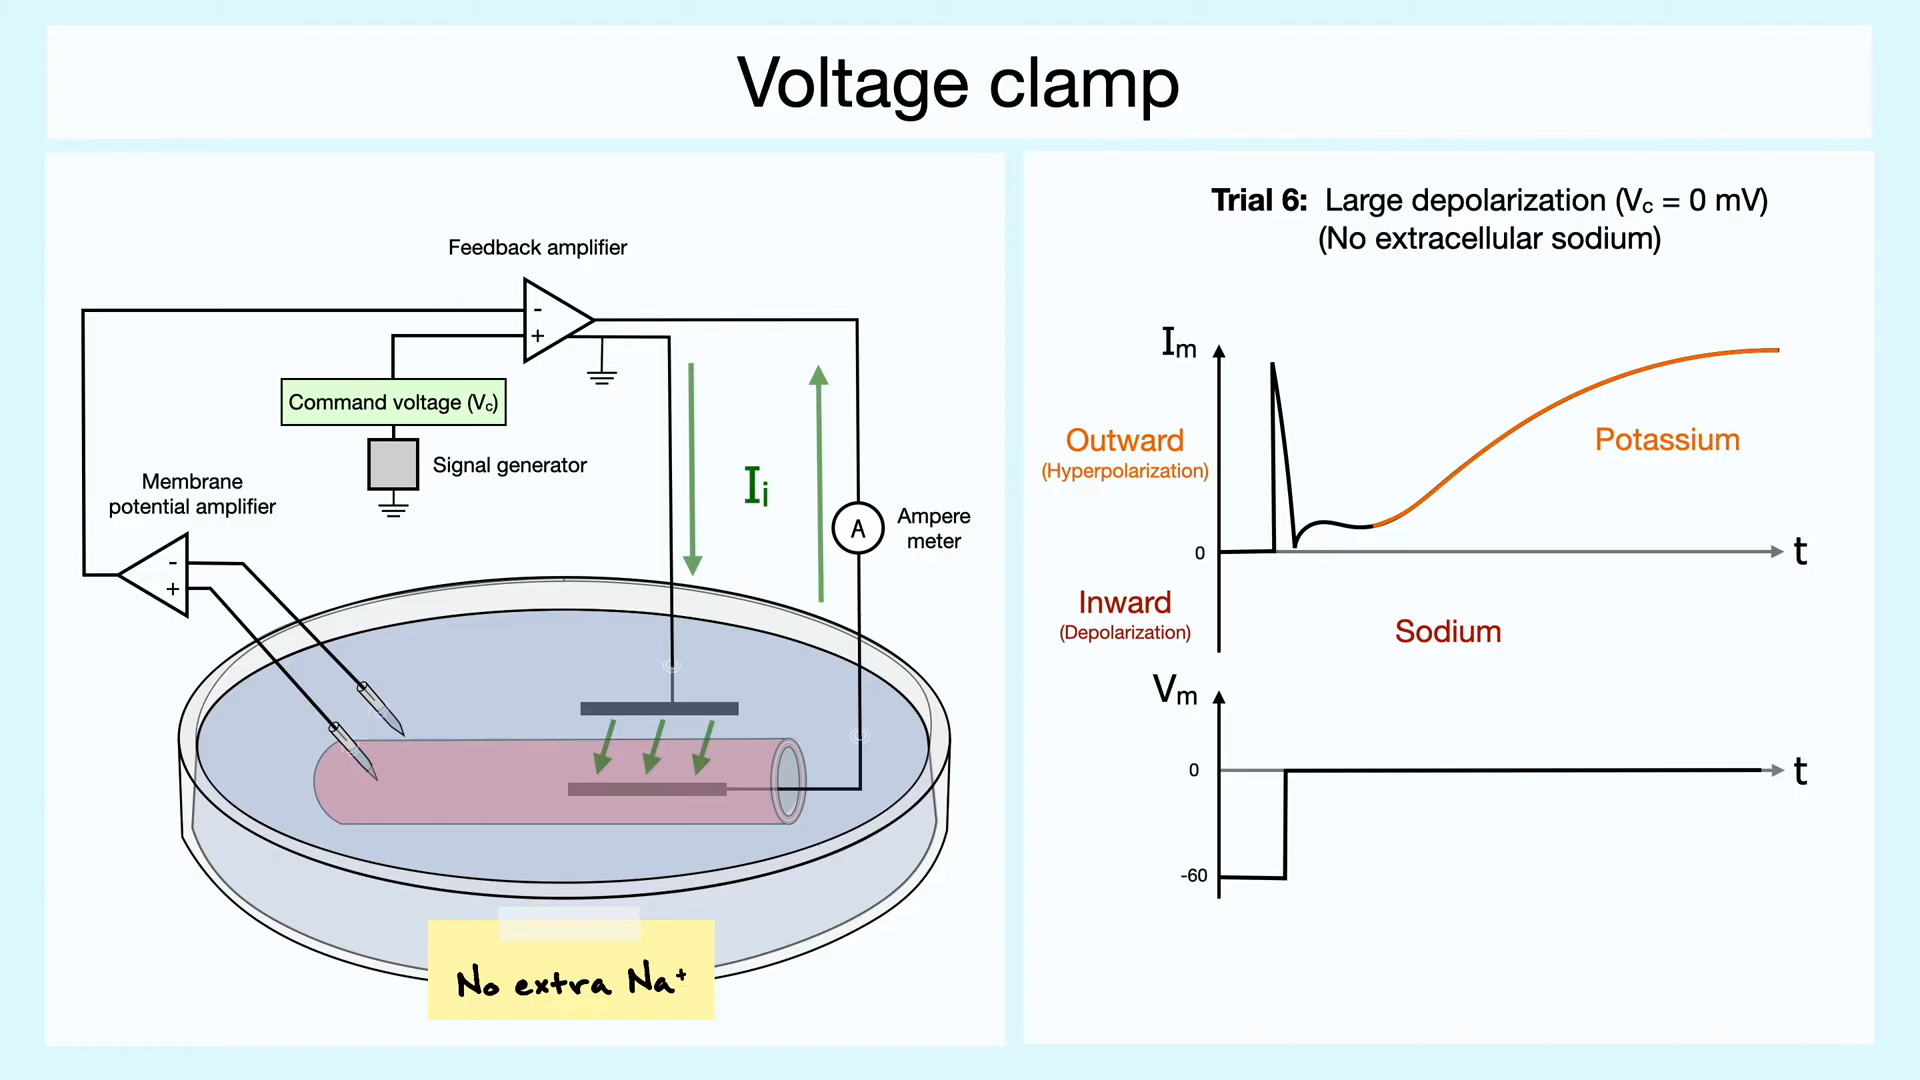 Voltage clamp
Feedback amplifier
-
+
Command voltage (Vc)
Signal generator
Membrane
potential amplifier
-
+
Ii
A
Ampere
meter
No extra Na+
Trial 6: Large depolarization (Vc = 0 mV)
(No extracellular sodium)
Im
Outward
(Hyperpolarization)
Potassium
0
t
Inward
(Depolarization)
Sodium
Vm
0
t
-60